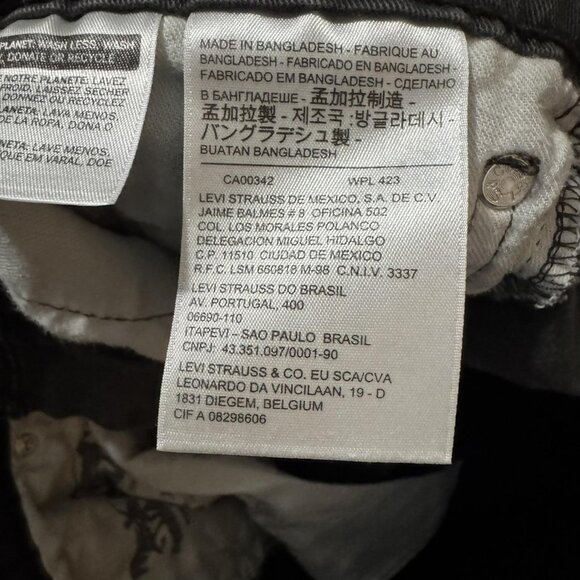 PLANET: WASH LESS, WASH
, DONATE OR RECYCLE.
NOTRE PLANÈTE: LAVEZ
FROID, LAISSEZ SÉCHER
DONNEZ OU RECYCLEZ
LANETA: LAVA MENOS,
DE LA ROPA, DONA O
ANETA: LAVE MENOS,
E EM VARAL, DOE
MADE IN BANGLADESH - FABRIQUE AU
BANGLADESH - FABRICADO EN BANGLADESH -
FABRICADO EM BANGLADESH - СДЕЛАНО
В БАНГЛАДЕШЕ - 孟加拉制造 -
孟加拉製 - 제조국 :방글라데시 -
バングラデシュ製 -
BUATAN BANGLADESH
CA00342 WPL 423
LEVI STRAUSS DE MEXICO, S.A. DE C.V.
JAIME BALMES # 8 OFICINA 502
COL LOS MORALES POLANCO
DELEGACION MIGUEL HIDALGO
C.P. 11510 CIUDAD DE MEXICO
R.F.C. LSM 660818 M-98 C.N.I.V. 3337
LEVI STRAUSS DO BRASIL
AV. PORTUGAL, 400
06690-110
ITAPEVI - SAO PAULO BRASIL
CNPJ: 43.351.097/0001-90
LEVI STRAUSS & CO. EU SCA/CVA
LEONARDO DA VINCILAAN, 19 - D
1831 DIEGEM, BELGIUM
CIF A 08298606